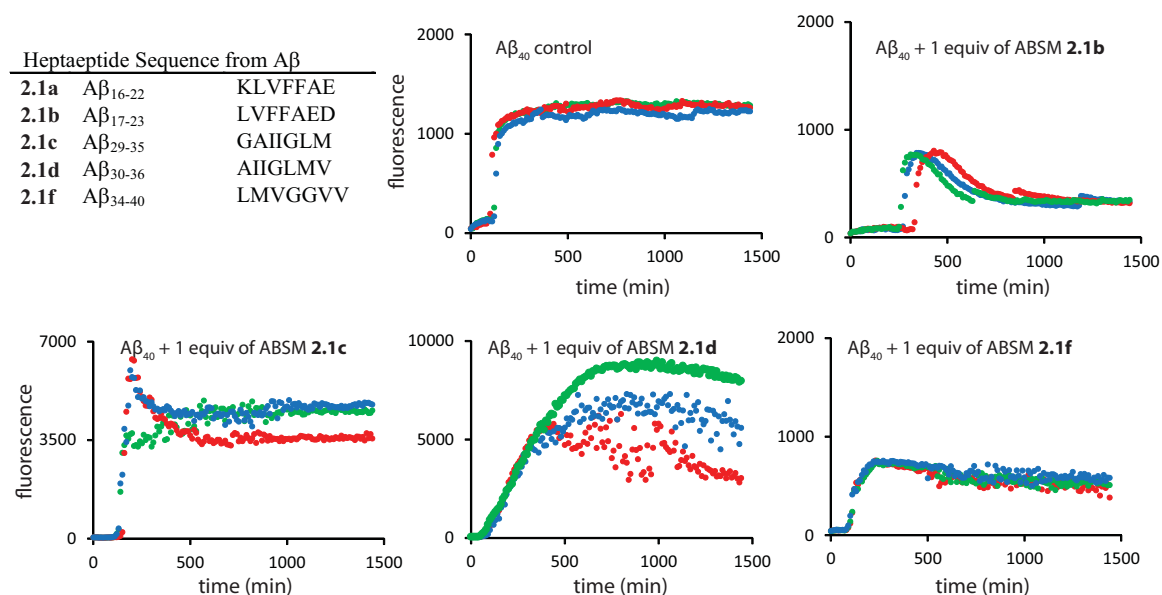 Heptaeptide Sequence from Aβ
2.1a Aβ16-22 KLVFFAE
2.1b Aβ17-23 LVFFAED
2.1c Aβ29-35 GAIIGLM
2.1d Aβ30-36 AIIGLMV
2.1f Aβ34-40 LMVGGVV
Aβ40 control
fluorescence
2000
1000
0
0 500 1000 1500
time (min)
Aβ40 + 1 equiv of ABSM 2.1b
2000
1000
0
0 500 1000 1500
time (min)
Aβ40 + 1 equiv of ABSM 2.1c
fluorescence
7000
3500
0
0 500 1000 1500
time (min)
Aβ40 + 1 equiv of ABSM 2.1d
10000
5000
0
0 500 1000 1500
time (min)
Aβ40 + 1 equiv of ABSM 2.1f
2000
1000
0
0 500 1000 1500
time (min)